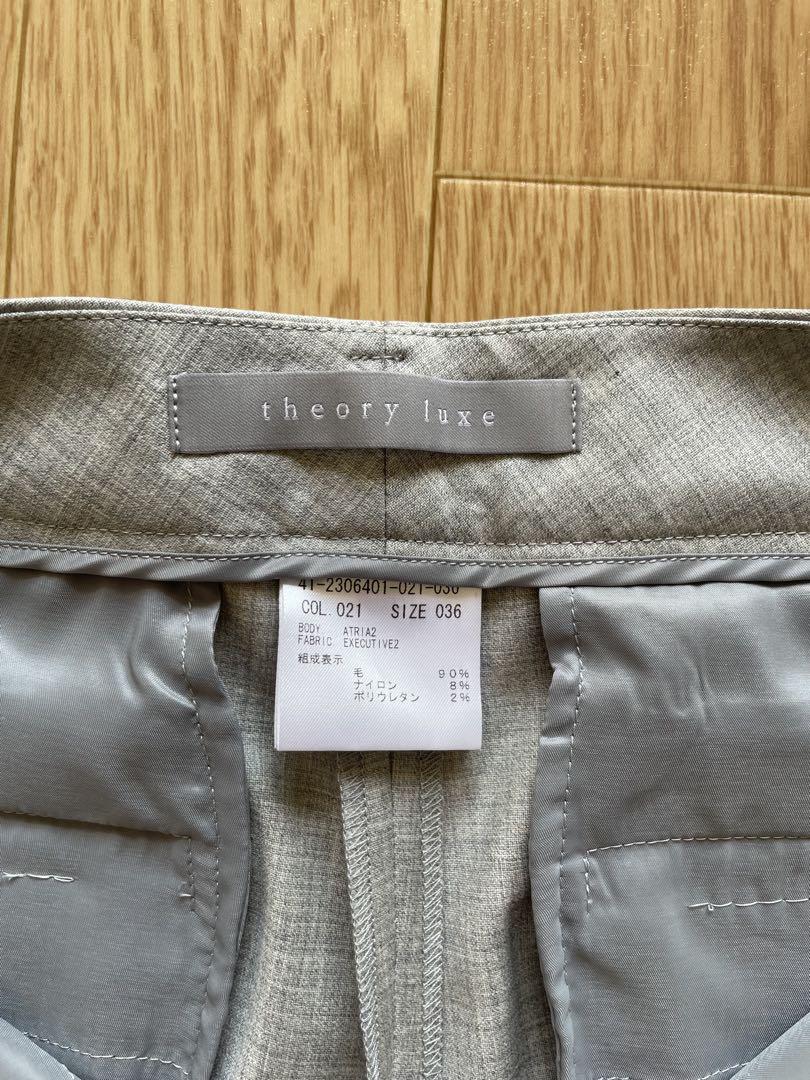 theory luxe
41-2306401-021-036
COL. 021 SIZE 036
BODY ATRIA2
FABRIC EXECUTIVE2
組成表示
毛 90%
ナイロン 8%
ポリウレタン 2%